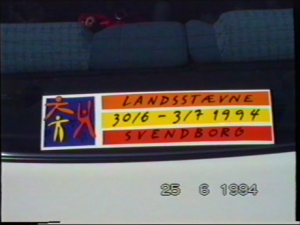 LANDSSTÆVNE
30/6 - 3/7 1994
SVENDBORG
25 6 1994